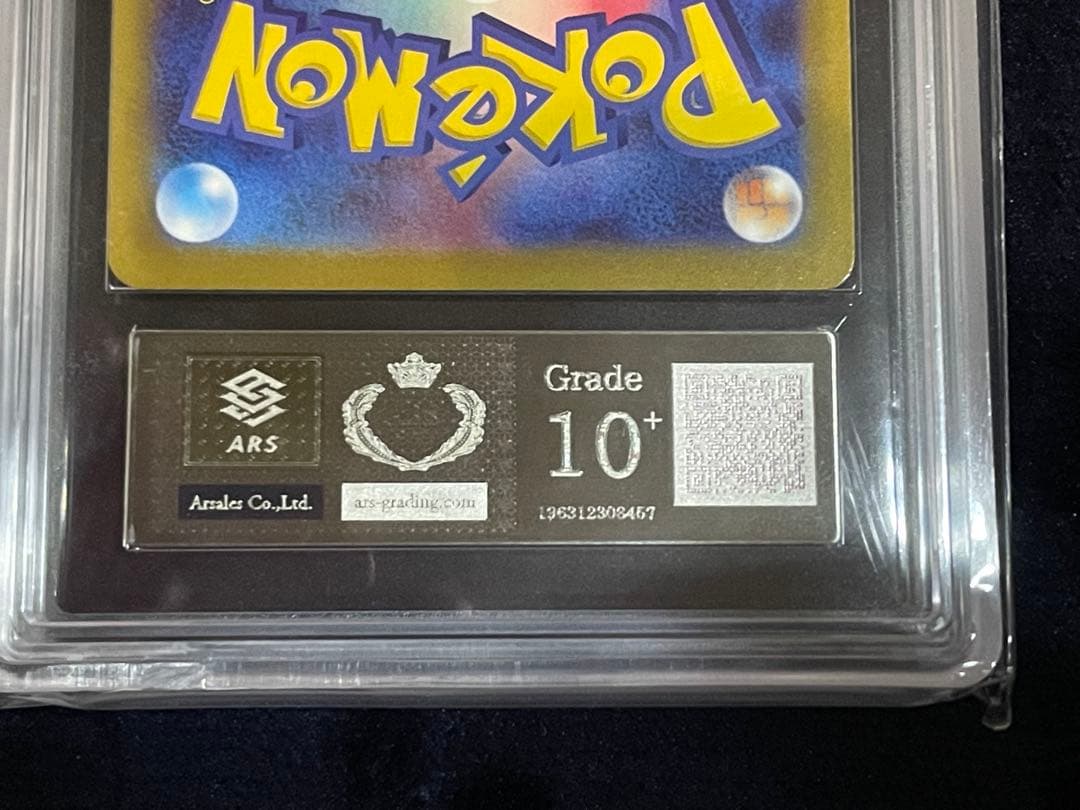 POKéMON
ARS
Arsales Co.,Ltd.
ars-grading.com
Grade
10+
196312308457